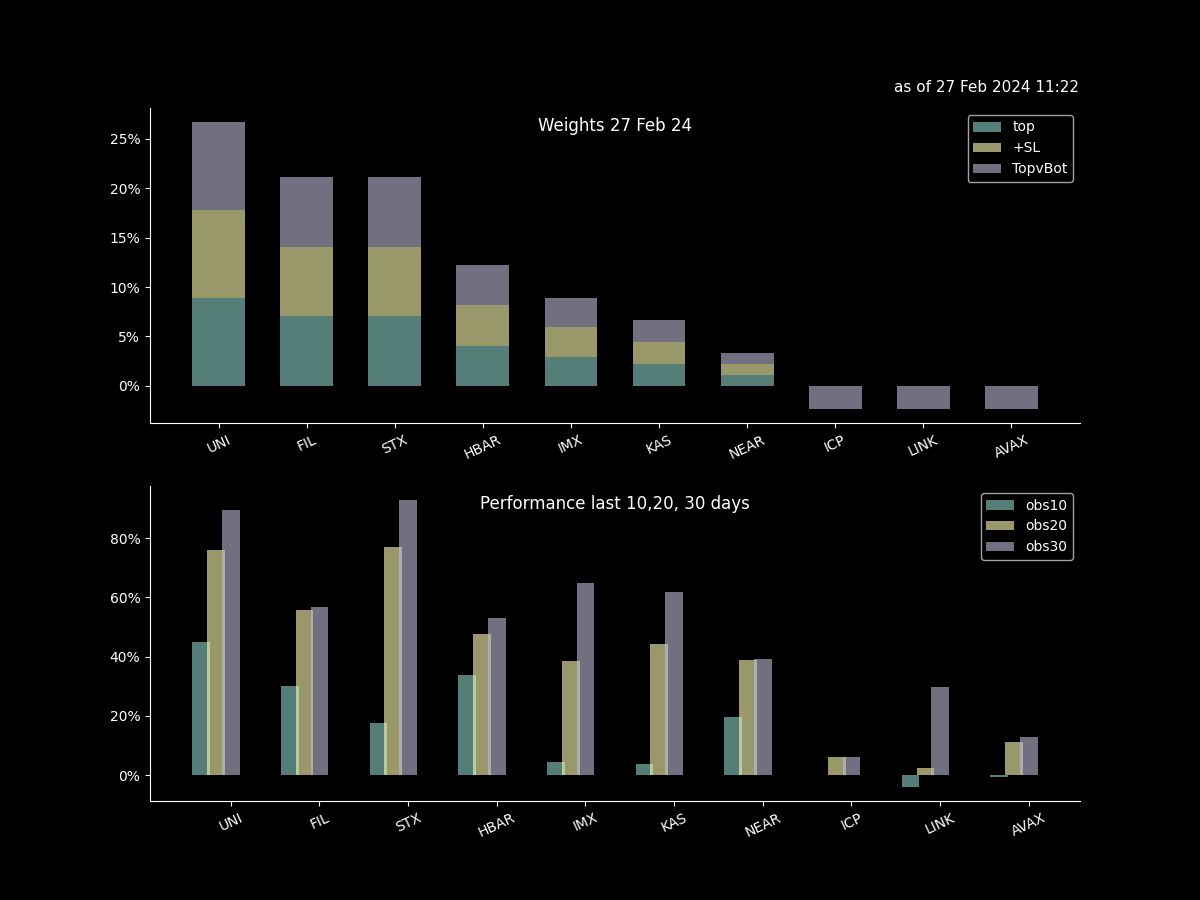 as of 27 Feb 2024 11:22
Weights 27 Feb 24
top
+SL
TopvBot
25%
20%
15%
10%
5%
0%
UNI FIL STX HBAR IMX KAS NEAR ICP LINK AVAX
Performance last 10,20, 30 days
obs10
obs20
obs30
80%
60%
40%
20%
0%
UNI FIL STX HBAR IMX KAS NEAR ICP LINK AVAX